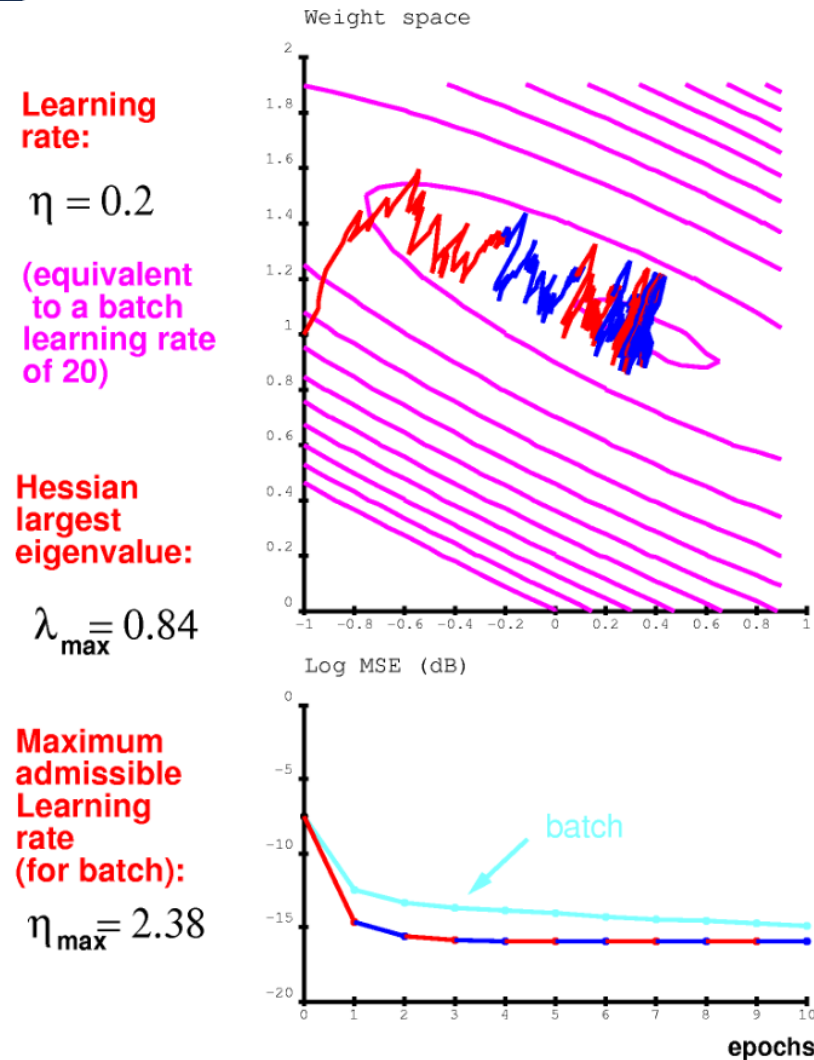 Weight space
Learning
rate:
η = 0.2
(equivalent
to a batch
learning rate
of 20)
Hessian
largest
eigenvalue:
λmax = 0.84
Maximum
admissible
Learning
rate
(for batch):
ηmax = 2.38
2
1.8
1.6
1.4
1.2
1
0.8
0.6
0.4
0.2
0
-1 -0.8 -0.6 -0.4 -0.2 0 0.2 0.4 0.6 0.8 1
Log MSE (dB)
0
-5
-10
-15
-20
batch
0 1 2 3 4 5 6 7 8 9 10
epochs